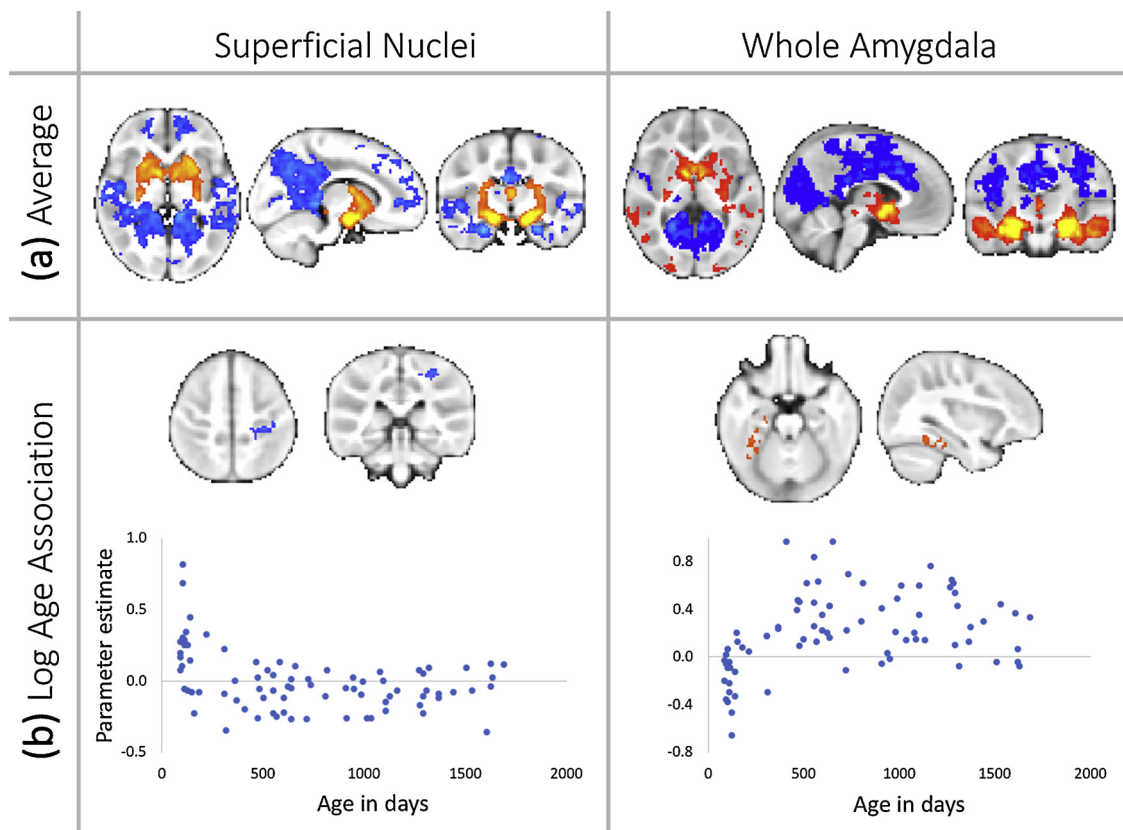 Superficial Nuclei
Whole Amygdala
(a) Average
(b) Log Age Association
Parameter estimate
1.0
0.5
0.0
-0.5
0
500
1000
1500
2000
Age in days
0.8
0.4
0.0
-0.4
-0.8
0
500
1000
1500
2000
Age in days